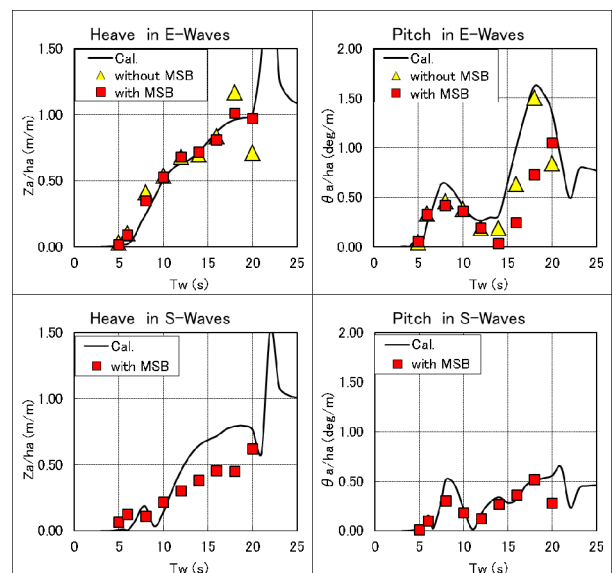 Heave in E-Waves
1.50
1.00
0.50
0.00
Za/ha (m/m)
Cal.
without MSB
with MSB
0 5 10 15 20 25
Tw (s)
Pitch in E-Waves
2.00
1.50
1.00
0.50
0.00
θa/ha (deg/m)
Cal.
without MSB
with MSB
0 5 10 15 20 25
Tw (s)
Heave in S-Waves
1.50
1.00
0.50
0.00
Za/ha (m/m)
Cal.
with MSB
0 5 10 15 20 25
Tw (s)
Pitch in S-Waves
2.00
1.50
1.00
0.50
0.00
θa/ha (deg/m)
Cal.
with MSB
0 5 10 15 20 25
Tw (s)